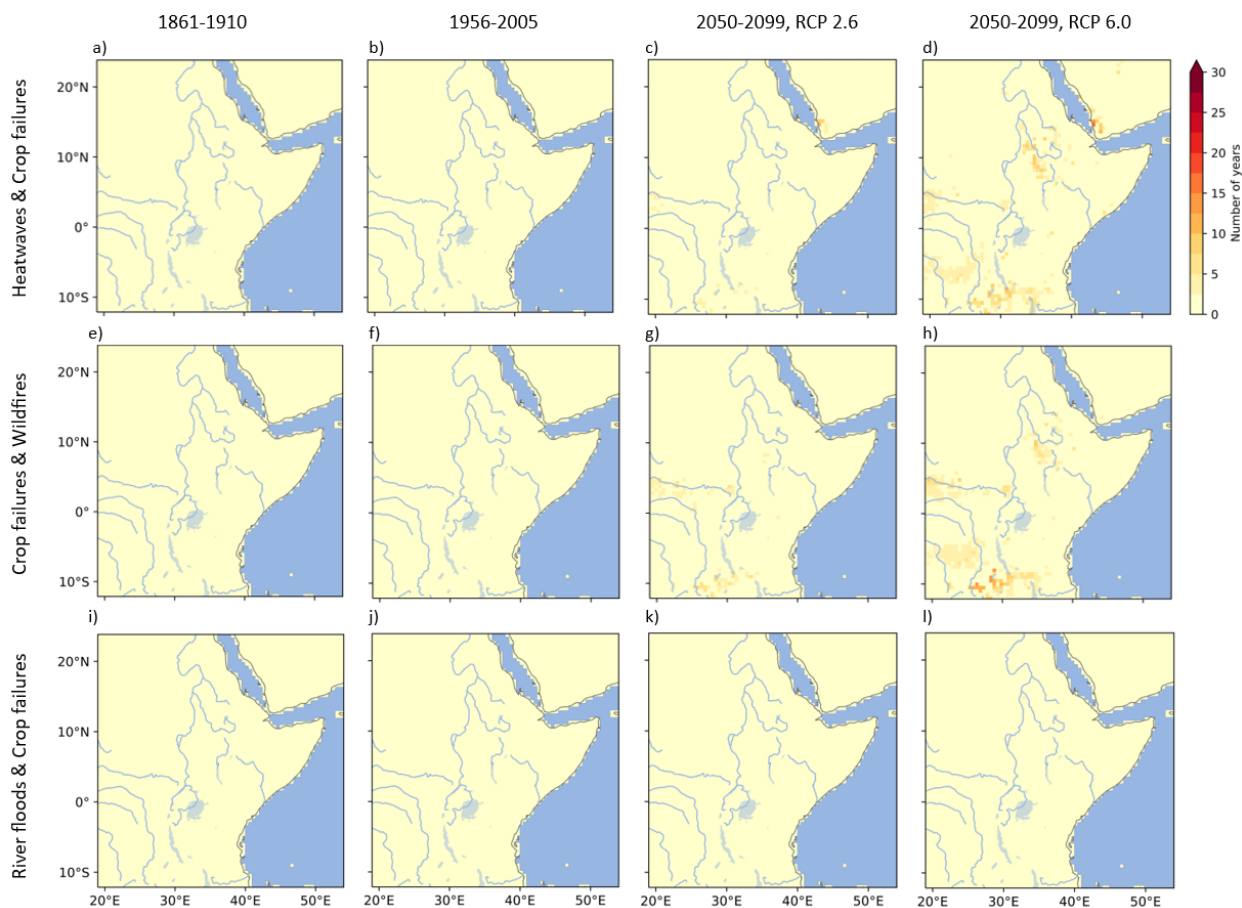 1861-1910 1956-2005 2050-2099, RCP 2.6 2050-2099, RCP 6.0
a) b) c) d)
Heatwaves & Crop failures
20°N
10°N
0°
10°S
30
25
20
15
10
5
0
Number of years
e) f) g) h)
Crop failures & Wildfires
20°N
10°N
0°
10°S
i) j) k) l)
River floods & Crop failures
20°N
10°N
0°
10°S
20°E 30°E 40°E 50°E 20°E 30°E 40°E 50°E 20°E 30°E 40°E 50°E 20°E 30°E 40°E 50°E